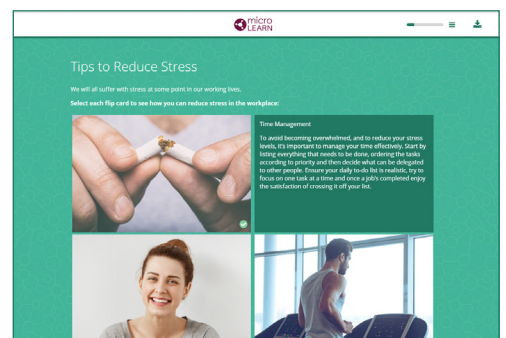 micro
LEARN
Tips to Reduce Stress
We will all suffer with stress at some point in our working lives.
Select each flip card to see how you can reduce stress in the workplace:
Time Management
To avoid becoming overwhelmed, and to reduce your stress
levels, it's important to manage your time effectively. Start by
listing everything that needs to be done, ordering the tasks
according to priority and then decide what can be delegated
to other people. Ensure your daily to-do list is realistic, try to
focus on one task at a time and once a job's completed enjoy
the satisfaction of crossing it off your list.